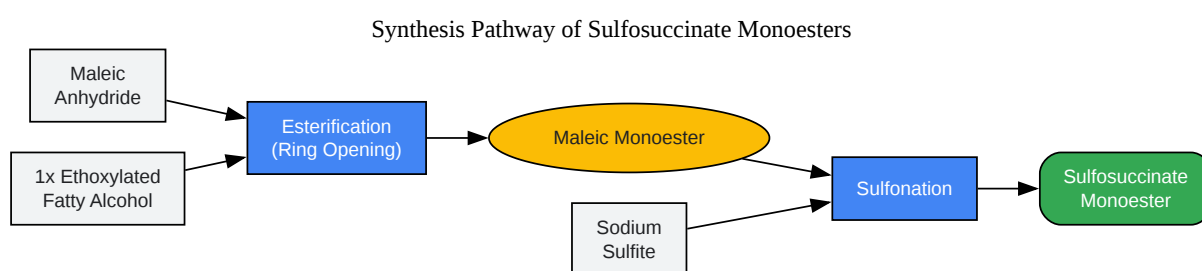 Synthesis Pathway of Sulfosuccinate Monoesters
Maleic
Anhydride
1x Ethoxylated
Fatty Alcohol
Esterification
(Ring Opening)
Maleic Monoester
Sodium
Sulfite
Sulfonation
Sulfosuccinate
Monoester